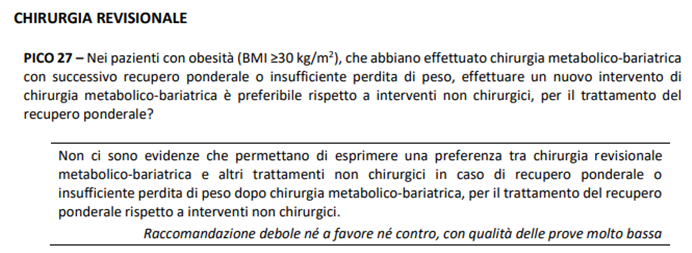 CHIRURGIA REVISIONALE
PICO 27 – Nei pazienti con obesità (BMI ≥30 kg/m²), che abbiano effettuato chirurgia metabolico-bariatrica
con successivo recupero ponderale o insufficiente perdita di peso, effettuare un nuovo intervento di
chirurgia metabolico-bariatrica è preferibile rispetto a interventi non chirurgici, per il trattamento del
recupero ponderale?
Non ci sono evidenze che permettano di esprimere una preferenza tra chirurgia revisionale
metabolico-bariatrica e altri trattamenti non chirurgici in caso di recupero ponderale o
insufficiente perdita di peso dopo chirurgia metabolico-bariatrica, per il trattamento del recupero
ponderale rispetto a interventi non chirurgici.
Raccomandazione debole né a favore né contro, con qualità delle prove molto bassa